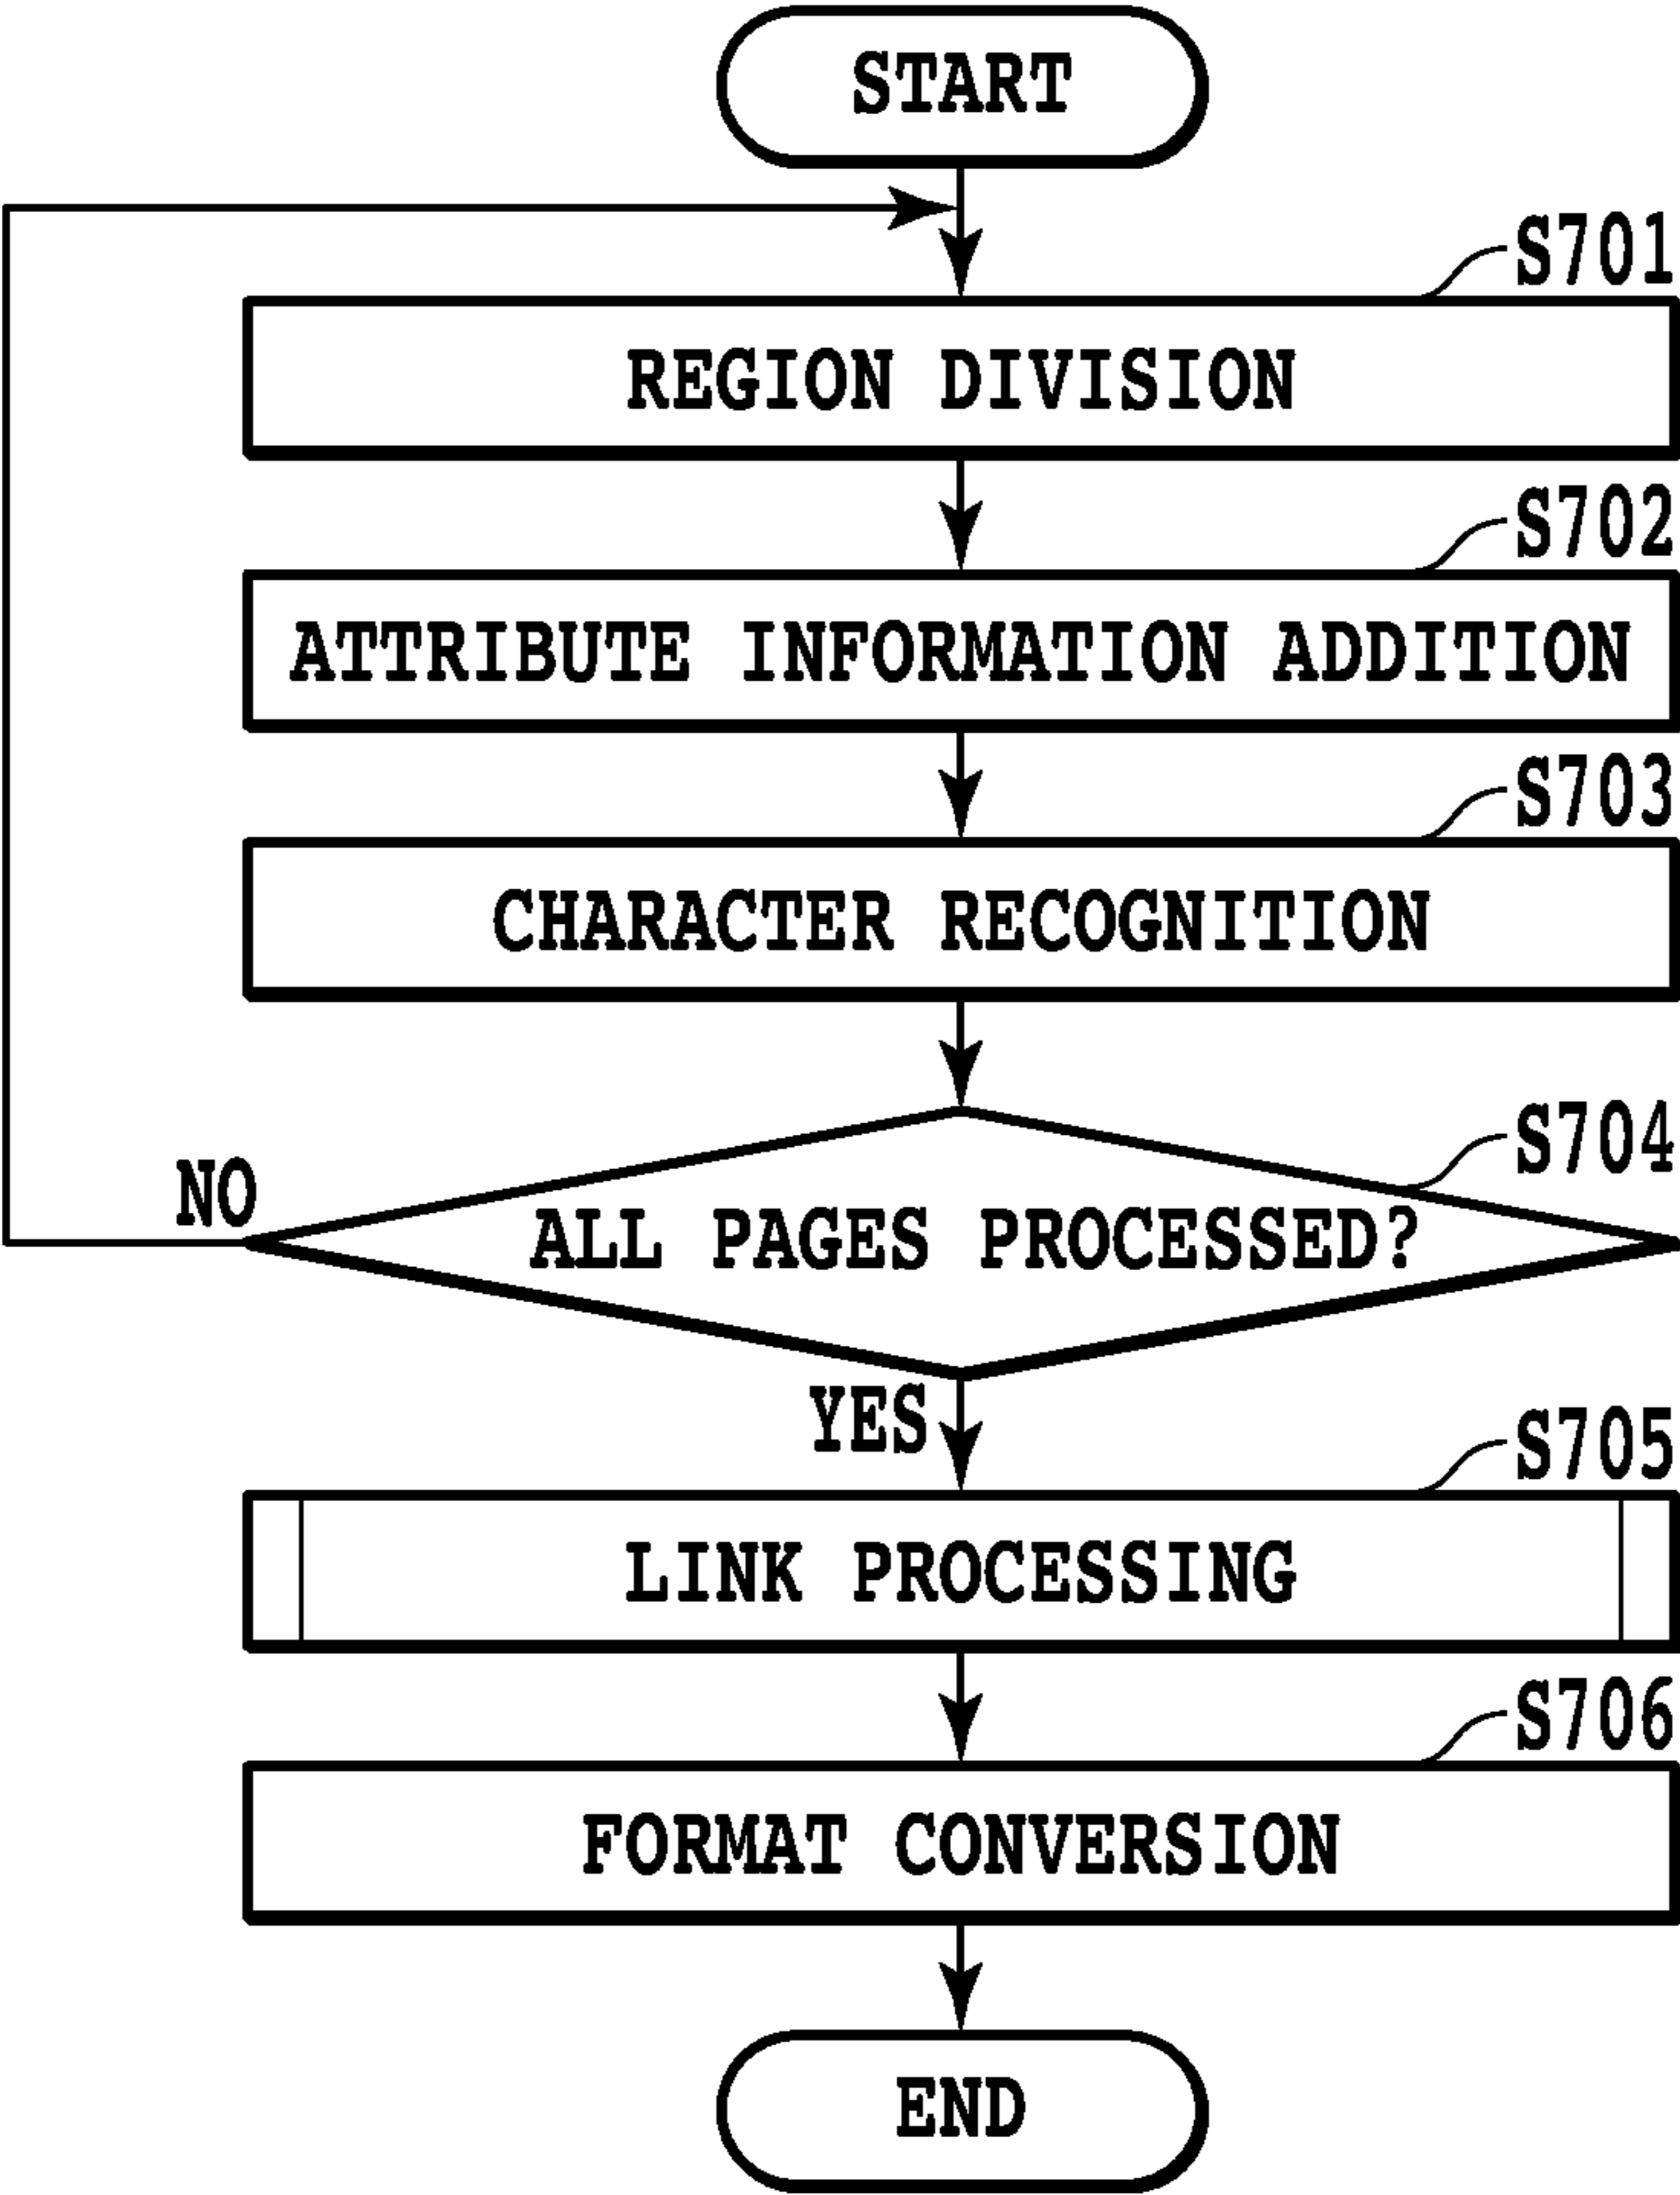 START
S701
REGION DIVISION
S702
ATTRIBUTE INFORMATION ADDITION
S703
CHARACTER RECOGNITION
S704
NO
ALL PAGES PROCESSED?
YES
S705
LINK PROCESSING
S706
FORMAT CONVERSION
END